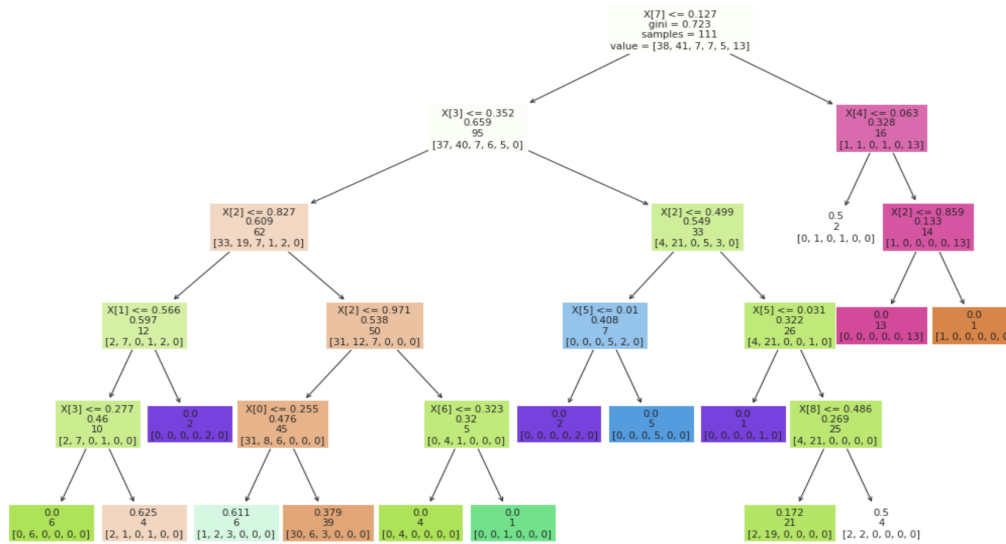 X[7] <= 0.127
gini = 0.723
samples = 111
value = [38, 41, 7, 7, 5, 13]
X[3] <= 0.352
0.659
95
[37, 40, 7, 6, 5, 0]
X[4] <= 0.063
0.328
16
[1, 1, 0, 1, 0, 13]
X[2] <= 0.827
0.609
62
[33, 19, 7, 1, 2, 0]
X[2] <= 0.499
0.549
33
[4, 21, 0, 5, 3, 0]
0.5
2
[0, 1, 0, 1, 0, 0]
X[2] <= 0.859
0.133
14
[1, 0, 0, 0, 0, 13]
X[1] <= 0.566
0.597
12
[2, 7, 0, 1, 2, 0]
X[2] <= 0.971
0.538
50
[31, 12, 7, 0, 0, 0]
X[5] <= 0.01
0.408
7
[0, 0, 0, 5, 2, 0]
X[5] <= 0.031
0.322
26
[4, 21, 0, 0, 1, 0]
0.0
13
[0, 0, 0, 0, 0, 13]
0.0
1
[1, 0, 0, 0, 0, 0
X[3] <= 0.277
0.46
10
[2, 7, 0, 1, 0, 0]
0.0
2
[0, 0, 0, 0, 2, 0]
X[0] <= 0.255
0.476
45
[31, 8, 6, 0, 0, 0]
X[6] <= 0.323
0.32
5
[0, 4, 1, 0, 0, 0]
0.0
2
[0, 0, 0, 0, 2, 0]
0.0
5
[0, 0, 0, 5, 0, 0]
0.0
1
[0, 0, 0, 0, 1, 0]
X[8] <= 0.486
0.269
25
[4, 21, 0, 0, 0, 0]
0.0
6
[0, 6, 0, 0, 0, 0]
0.625
4
[2, 1, 0, 1, 0, 0]
0.611
6
[1, 2, 3, 0, 0, 0]
0.379
39
[30, 6, 3, 0, 0, 0]
0.0
4
[0, 4, 0, 0, 0, 0]
0.0
1
[0, 0, 1, 0, 0, 0]
0.172
21
[2, 19, 0, 0, 0, 0]
0.5
4
[2, 2, 0, 0, 0, 0]